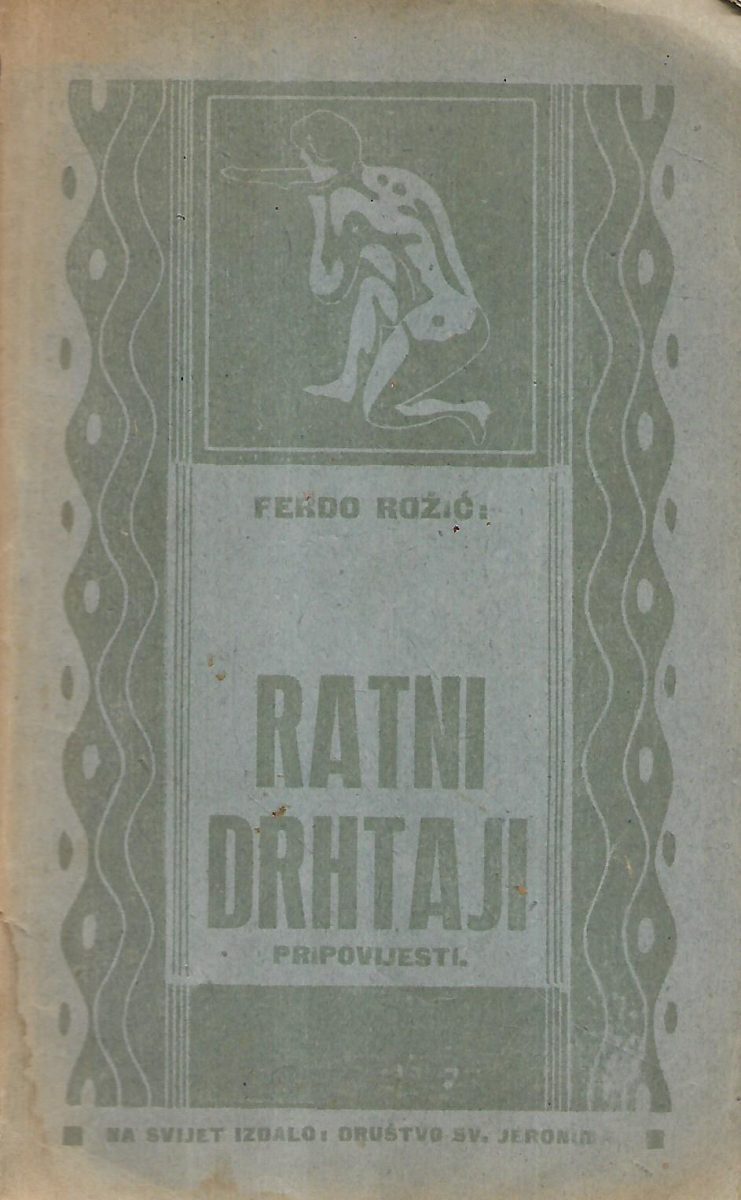 FERDO ROŽIĆ:
RATNI
DRHTAJI
PRIPOVIJESTI.
NA SVIJET IZDALO: DRUŠTVO SV. JERONIMA